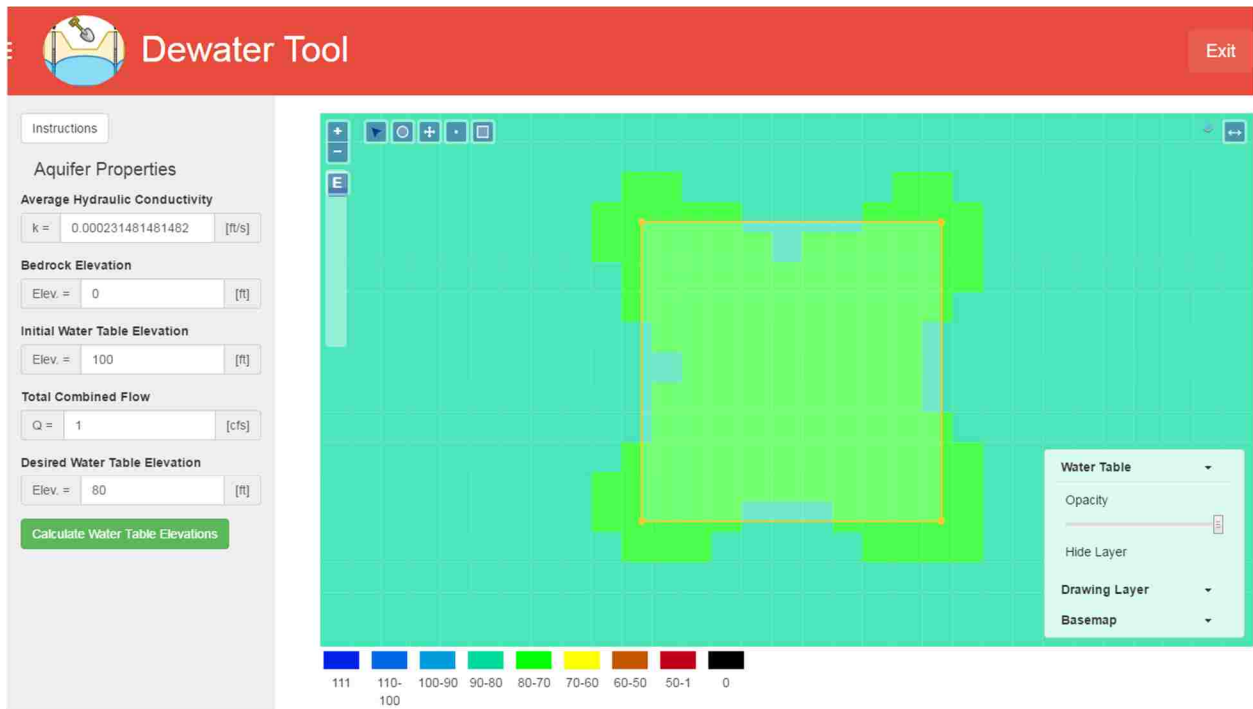 Dewater Tool
Exit
Instructions
Aquifer Properties
Average Hydraulic Conductivity
k = 0.000231481481482 [ft/s]
Bedrock Elevation
Elev. = 0 [ft]
Initial Water Table Elevation
Elev. = 100 [ft]
Total Combined Flow
Q = 1 [cfs]
Desired Water Table Elevation
Elev. = 80 [ft]
Calculate Water Table Elevations
+
−
E
Water Table
Opacity
Hide Layer
Drawing Layer
Basemap
111 110-100 100-90 90-80 80-70 70-60 60-50 50-1 0